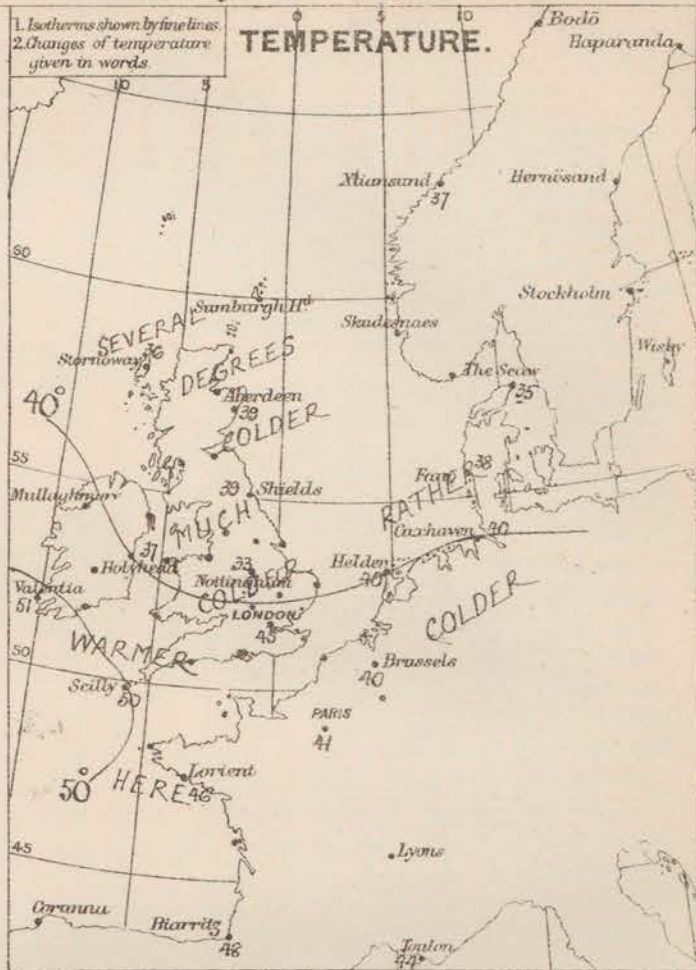 1. Isotherms shown by fine lines.
2. Changes of temperature
given in words.
TEMPERATURE.
10 5 0 5 10
Bodö
Haparanda
Xtiansund
37
Hernösand
60
Sumburgh Hd.
Stockholm
Skudesnaes
SEVERAL
36
Stornoway
Wisby
DEGREES
The Scaw
35
Aberdeen
39
40°
COLDER
55
38
Fanö
39 Shields
RATHER
Mullaghmore
MUCH
Cuxhaven 40
37
Holyhead
33
Helder
40
Nottingham
COLDER
Valentia
51
LONDON
43
COLDER
WARMER
50
Brussels
40
Scilly
50
PARIS
41
Lorient
46
50°
HERE
45
Lyons
Corunna
Biarritz
48
Toulon
44